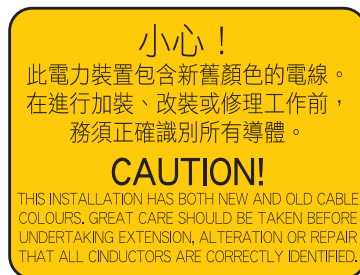 小心！
此電力裝置包含新舊顏色的電線。
在進行加裝、改裝或修理工作前，
務須正確識別所有導體。
CAUTION!
THIS INSTALLATION HAS BOTH NEW AND OLD CABLE
COLOURS. GREAT CARE SHOULD BE TAKEN BEFORE
UNDERTAKING EXTENSION, ALTERATION OR REPAIR
THAT ALL CINDUCTORS ARE CORRECTLY IDENTIFIED.